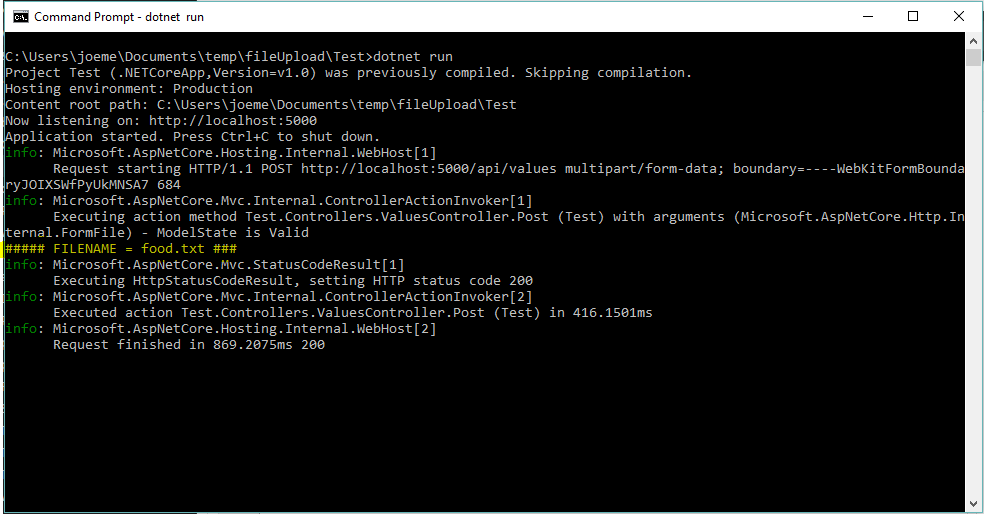 Command Prompt - dotnet  run
C:\Users\joeme\Documents\temp\fileUpload\Test>dotnet run
Project Test (.NETCoreApp,Version=v1.0) was previously compiled. Skipping compilation.
Hosting environment: Production
Content root path: C:\Users\joeme\Documents\temp\fileUpload\Test
Now listening on: http://localhost:5000
Application started. Press Ctrl+C to shut down.
info: Microsoft.AspNetCore.Hosting.Internal.WebHost[1]
      Request starting HTTP/1.1 POST http://localhost:5000/api/values multipart/form-data; boundary=----WebKitFormBounda
ryJOIXSWfPyUkMNSA7 684
info: Microsoft.AspNetCore.Mvc.Internal.ControllerActionInvoker[1]
      Executing action method Test.Controllers.ValuesController.Post (Test) with arguments (Microsoft.AspNetCore.Http.In
ternal.FormFile) - ModelState is Valid
##### FILENAME = food.txt ###
info: Microsoft.AspNetCore.Mvc.StatusCodeResult[1]
      Executing HttpStatusCodeResult, setting HTTP status code 200
info: Microsoft.AspNetCore.Mvc.Internal.ControllerActionInvoker[2]
      Executed action Test.Controllers.ValuesController.Post (Test) in 416.1501ms
info: Microsoft.AspNetCore.Hosting.Internal.WebHost[2]
      Request finished in 869.2075ms 200